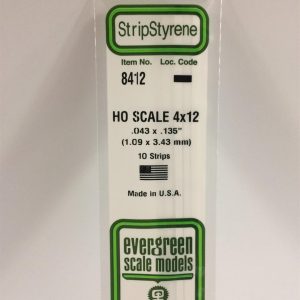 StripStyrene
Item No. Loc. Code
8412
HO SCALE 4x12
.043 x .135"
(1.09 x 3.43 mm)
10 Strips
Made in U.S.A.
evergreen
scale models